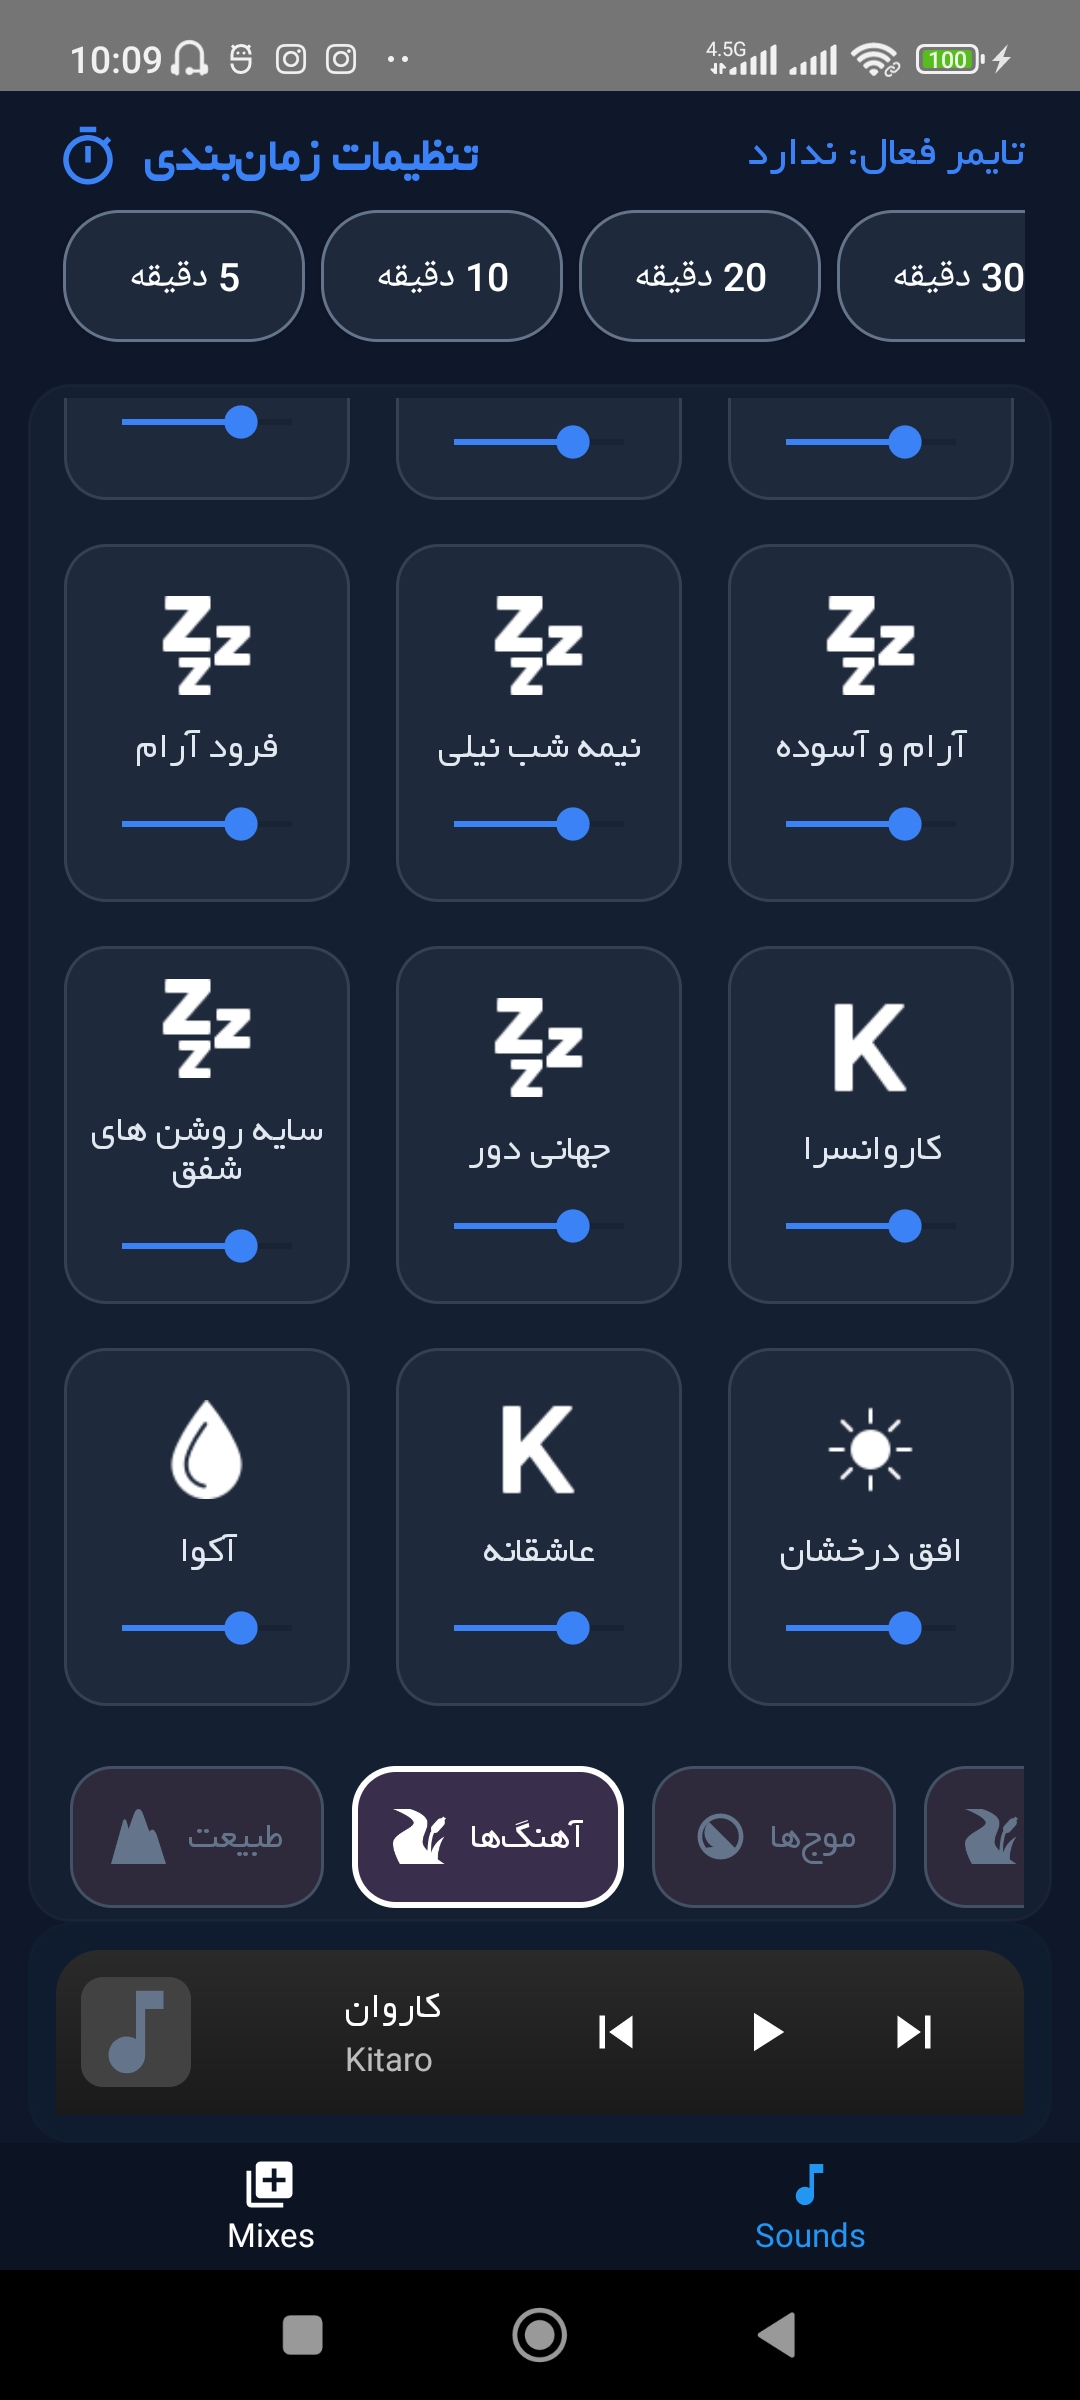 10:09
4.5G
100
تنظیمات زمان‌بندی
تایمر فعال: ندارد
5 دقیقه
10 دقیقه
20 دقیقه
30 دقیقه
فرود آرام
نیمه شب نیلی
آرام و آسوده
سایه روشن های
شفق
جهانی دور
K
کاروانسرا
آکوا
K
عاشقانه
افق درخشان
طبیعت
آهنگ‌ها
موج‌ها
کاروان
Kitaro
Mixes
Sounds